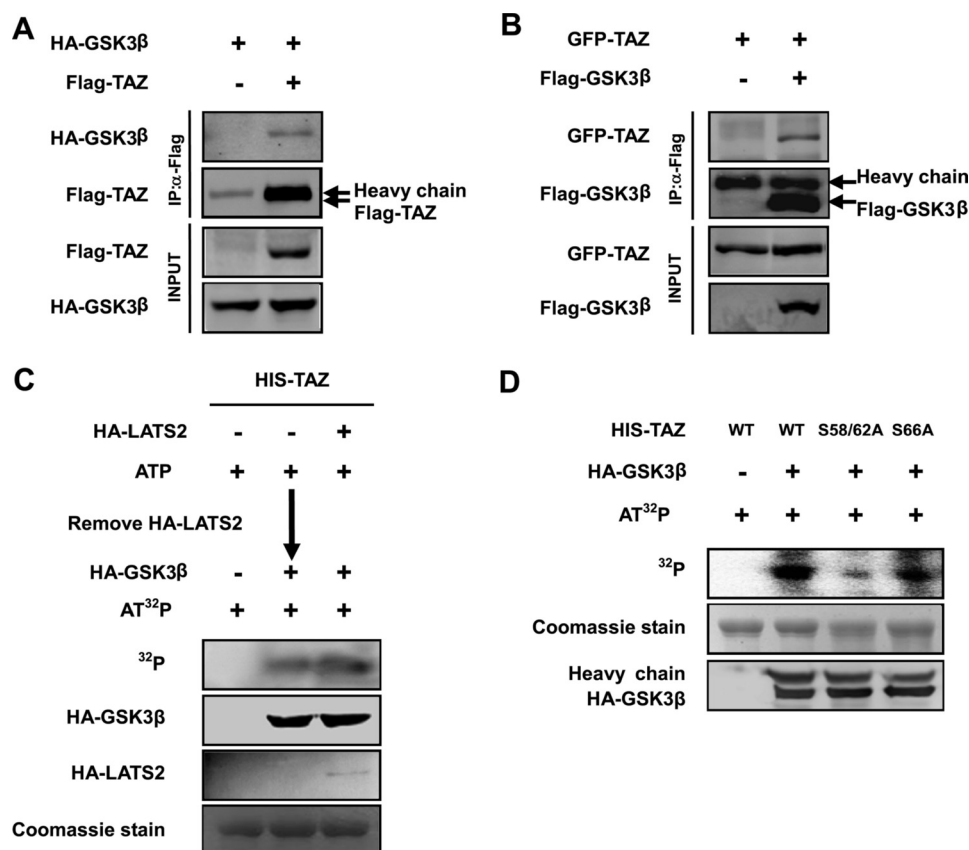 A
HA-GSK3β + +
Flag-TAZ - +
HA-GSK3β
Flag-TAZ
IP:α-Flag
Heavy chain
Flag-TAZ
Flag-TAZ
HA-GSK3β
INPUT
B
GFP-TAZ + +
Flag-GSK3β - +
GFP-TAZ
Flag-GSK3β
IP:α-Flag
Heavy chain
Flag-GSK3β
GFP-TAZ
Flag-GSK3β
INPUT
C
HIS-TAZ
HA-LATS2 - - +
ATP + + +
Remove HA-LATS2
HA-GSK3β - + +
AT³²P + + +
³²P
HA-GSK3β
HA-LATS2
Coomassie stain
D
HIS-TAZ WT WT S58/62A S66A
HA-GSK3β - + + +
AT³²P + + + +
³²P
Coomassie stain
Heavy chain
HA-GSK3β